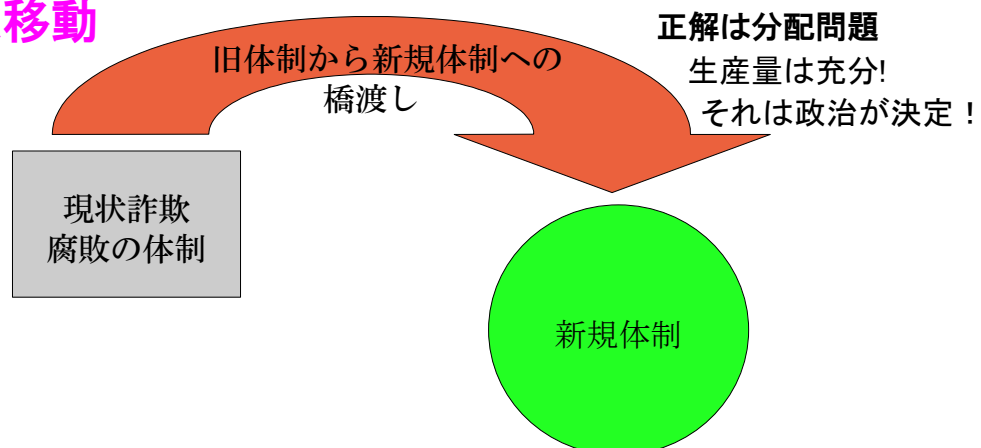 移動
正解は分配問題
生産量は充分!
それは政治が決定！
旧体制から新規体制への
橋渡し
現状詐欺
腐敗の体制
新規体制